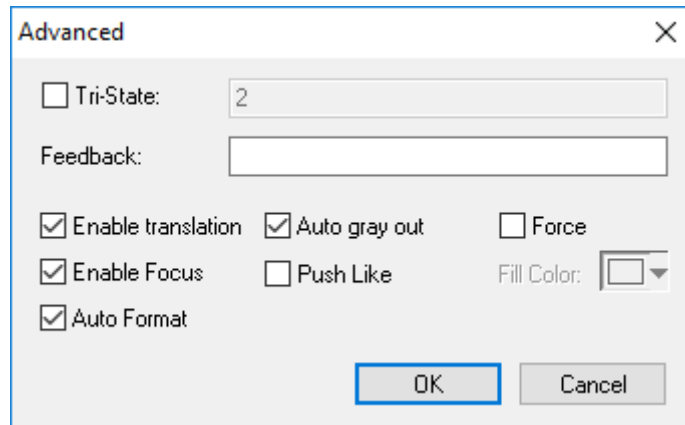 Advanced
Tri-State: 2
Feedback:
Enable translation Auto gray out Force
Enable Focus Push Like Fill Color:
Auto Format
OK Cancel